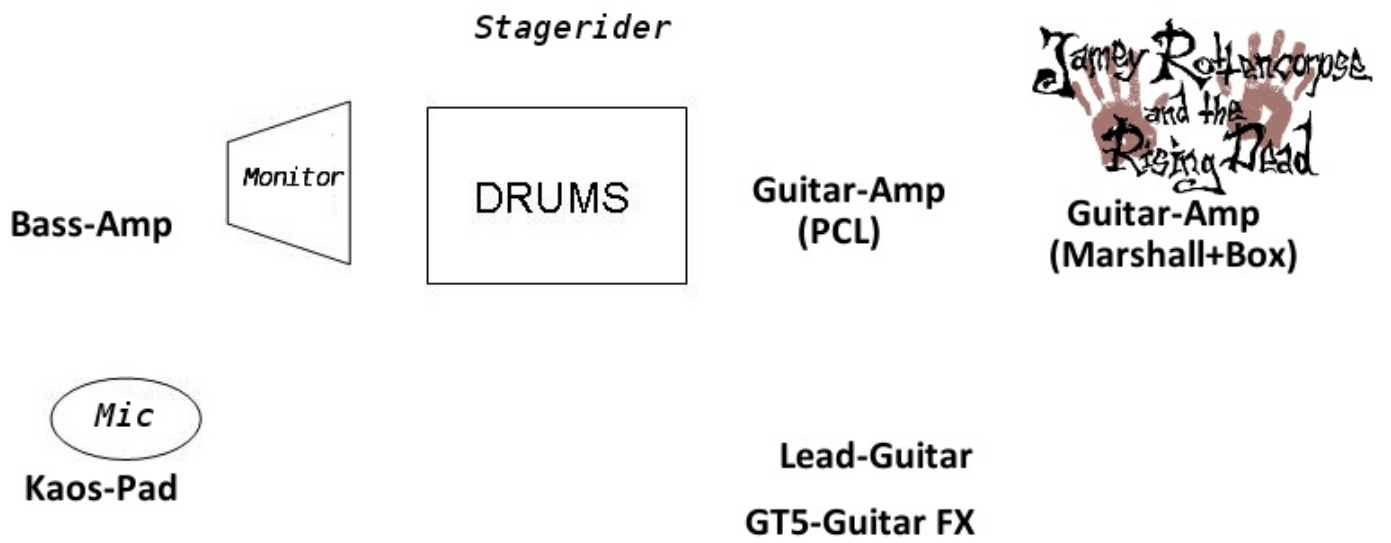 Stagerider
Jamey Rottencorpse
and the
Rising Dead
Monitor
DRUMS
Guitar-Amp
(PCL)
Guitar-Amp
(Marshall+Box)
Bass-Amp
Mic
Kaos-Pad
Lead-Guitar
GT5-Guitar FX